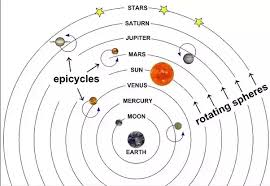 STARS
SATURN
JUPITER
MARS
SUN
VENUS
MERCURY
MOON
EARTH
epicycles
rotating spheres